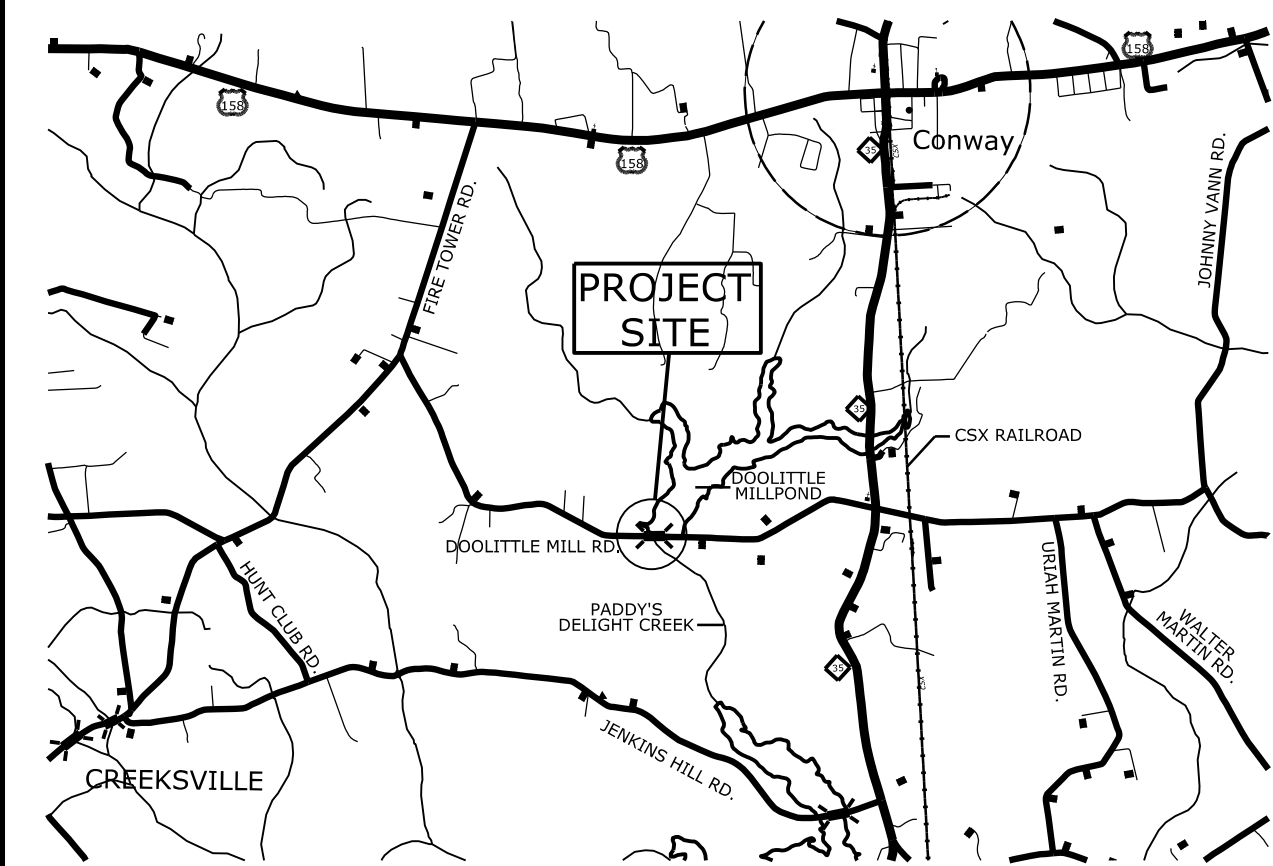 158
158
158
35
CSX
Conway
JOHNNY VANN RD.
FIRE TOWER RD.
PROJECT
SITE
35
CSX RAILROAD
DOOLITTLE
MILLPOND
DOOLITTLE MILL RD.
HUNT CLUB RD.
PADDY'S
DELIGHT CREEK
URIAH MARTIN RD.
WALTER
MARTIN RD.
35
CSX
JENKINS HILL RD.
CREEKSVILLE